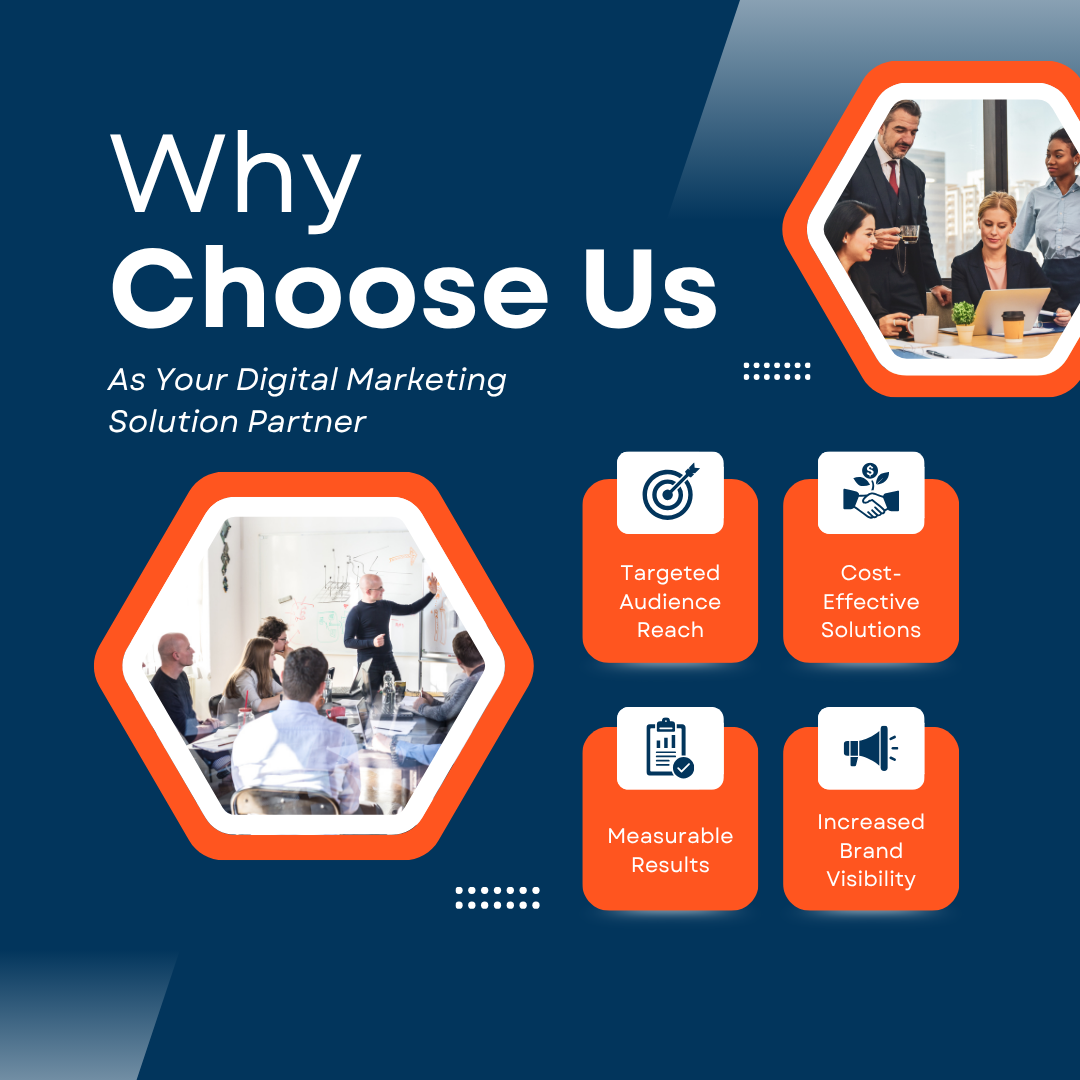 Why
Choose Us
As Your Digital Marketing
Solution Partner
Targeted
Audience
Reach
Cost-
Effective
Solutions
Measurable
Results
Increased
Brand
Visibility